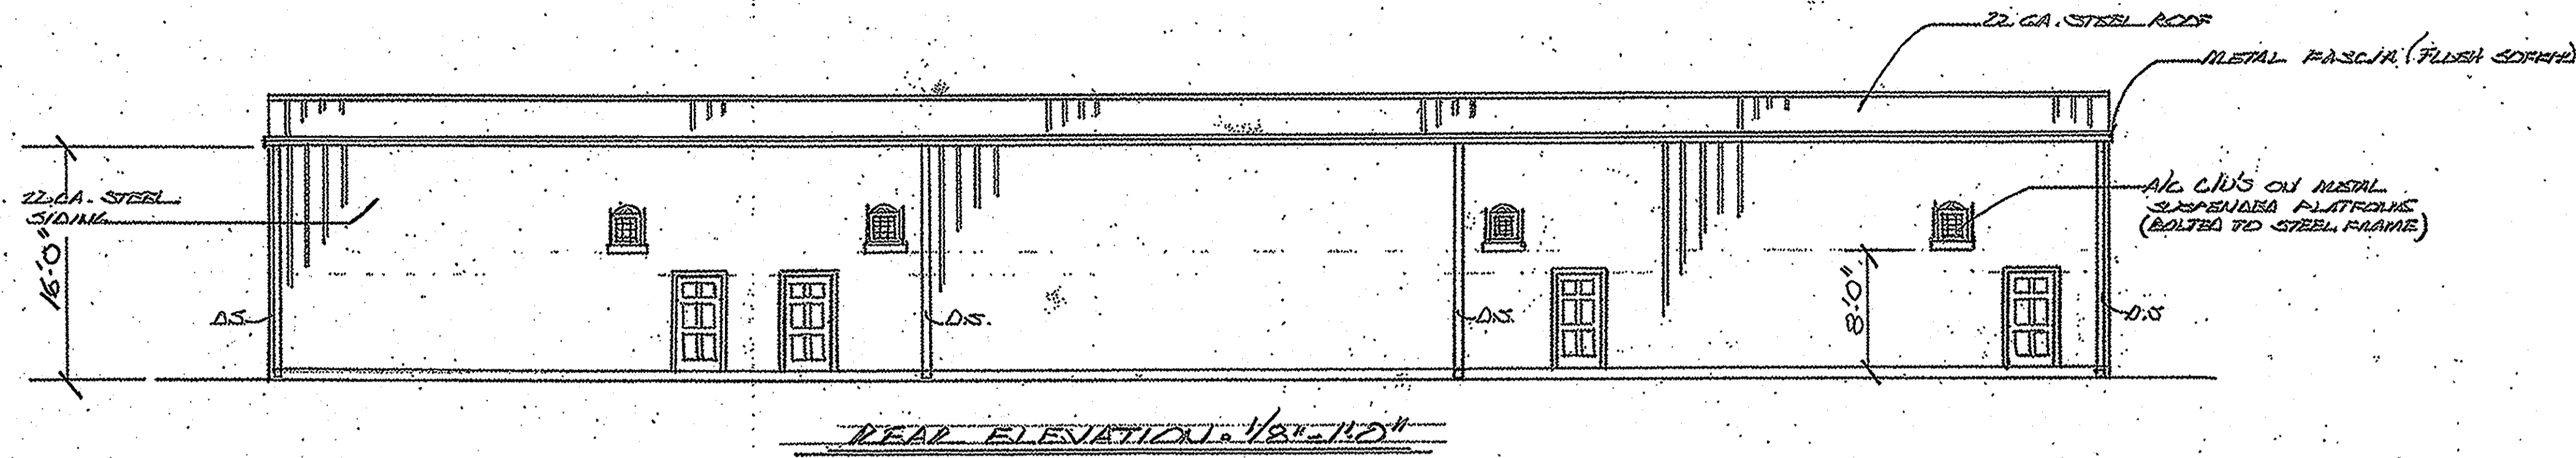 22 GA. STEEL ROOF
METAL FASCIA (FLUSH SOFFIT)
22 GA. STEEL
SIDING
16'-0"
A/C C/U'S ON METAL
SUSPENDED PLATFORMS
(BOLTED TO STEEL FRAME)
8'-0"
D.S.
D.S.
D.S.
D.S
REAR ELEVATION. 1/8"=1'-0"